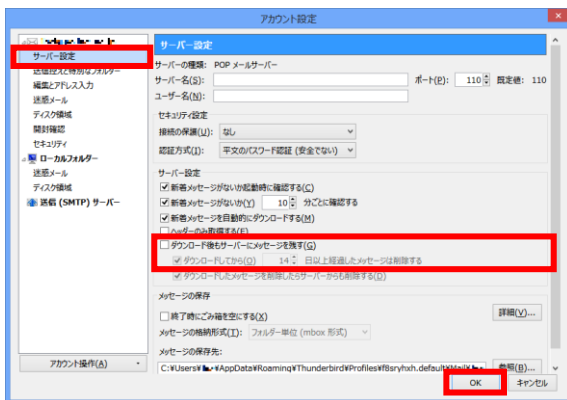 アカウント設定
サーバー設定
送信控えと特別なフォルダー
編集とアドレス入力
迷惑メール
ディスク領域
開封確認
セキュリティ
ローカルフォルダー
迷惑メール
ディスク領域
送信 (SMTP) サーバー
アカウント操作(A)
サーバー設定
サーバーの種類: POP メールサーバー
サーバー名(S): ポート(P): 110 既定値: 110
ユーザー名(N):
セキュリティ設定
接続の保護(U): なし
認証方式(I): 平文のパスワード認証 (安全でない)
サーバー設定
新着メッセージがないか起動時に確認する(C)
新着メッセージがないか(Y) 10 分ごとに確認する
新着メッセージを自動的にダウンロードする(M)
ヘッダーのみ取得する(F)
ダウンロード後もサーバーにメッセージを残す(G)
ダウンロードしてから(O) 14 日以上経過したメッセージは削除する
ダウンロードしたメッセージを削除したらサーバーからも削除する(D)
メッセージの保存
終了時にごみ箱を空にする(X) 詳細(V)...
メッセージの格納形式(T): フォルダー単位 (mbox 形式)
メッセージの保存先:
C:¥Users¥ ¥AppData¥Roaming¥Thunderbird¥Profiles¥f8sryhxh.default¥Mail¥ 参照(B)...
OK キャンセル